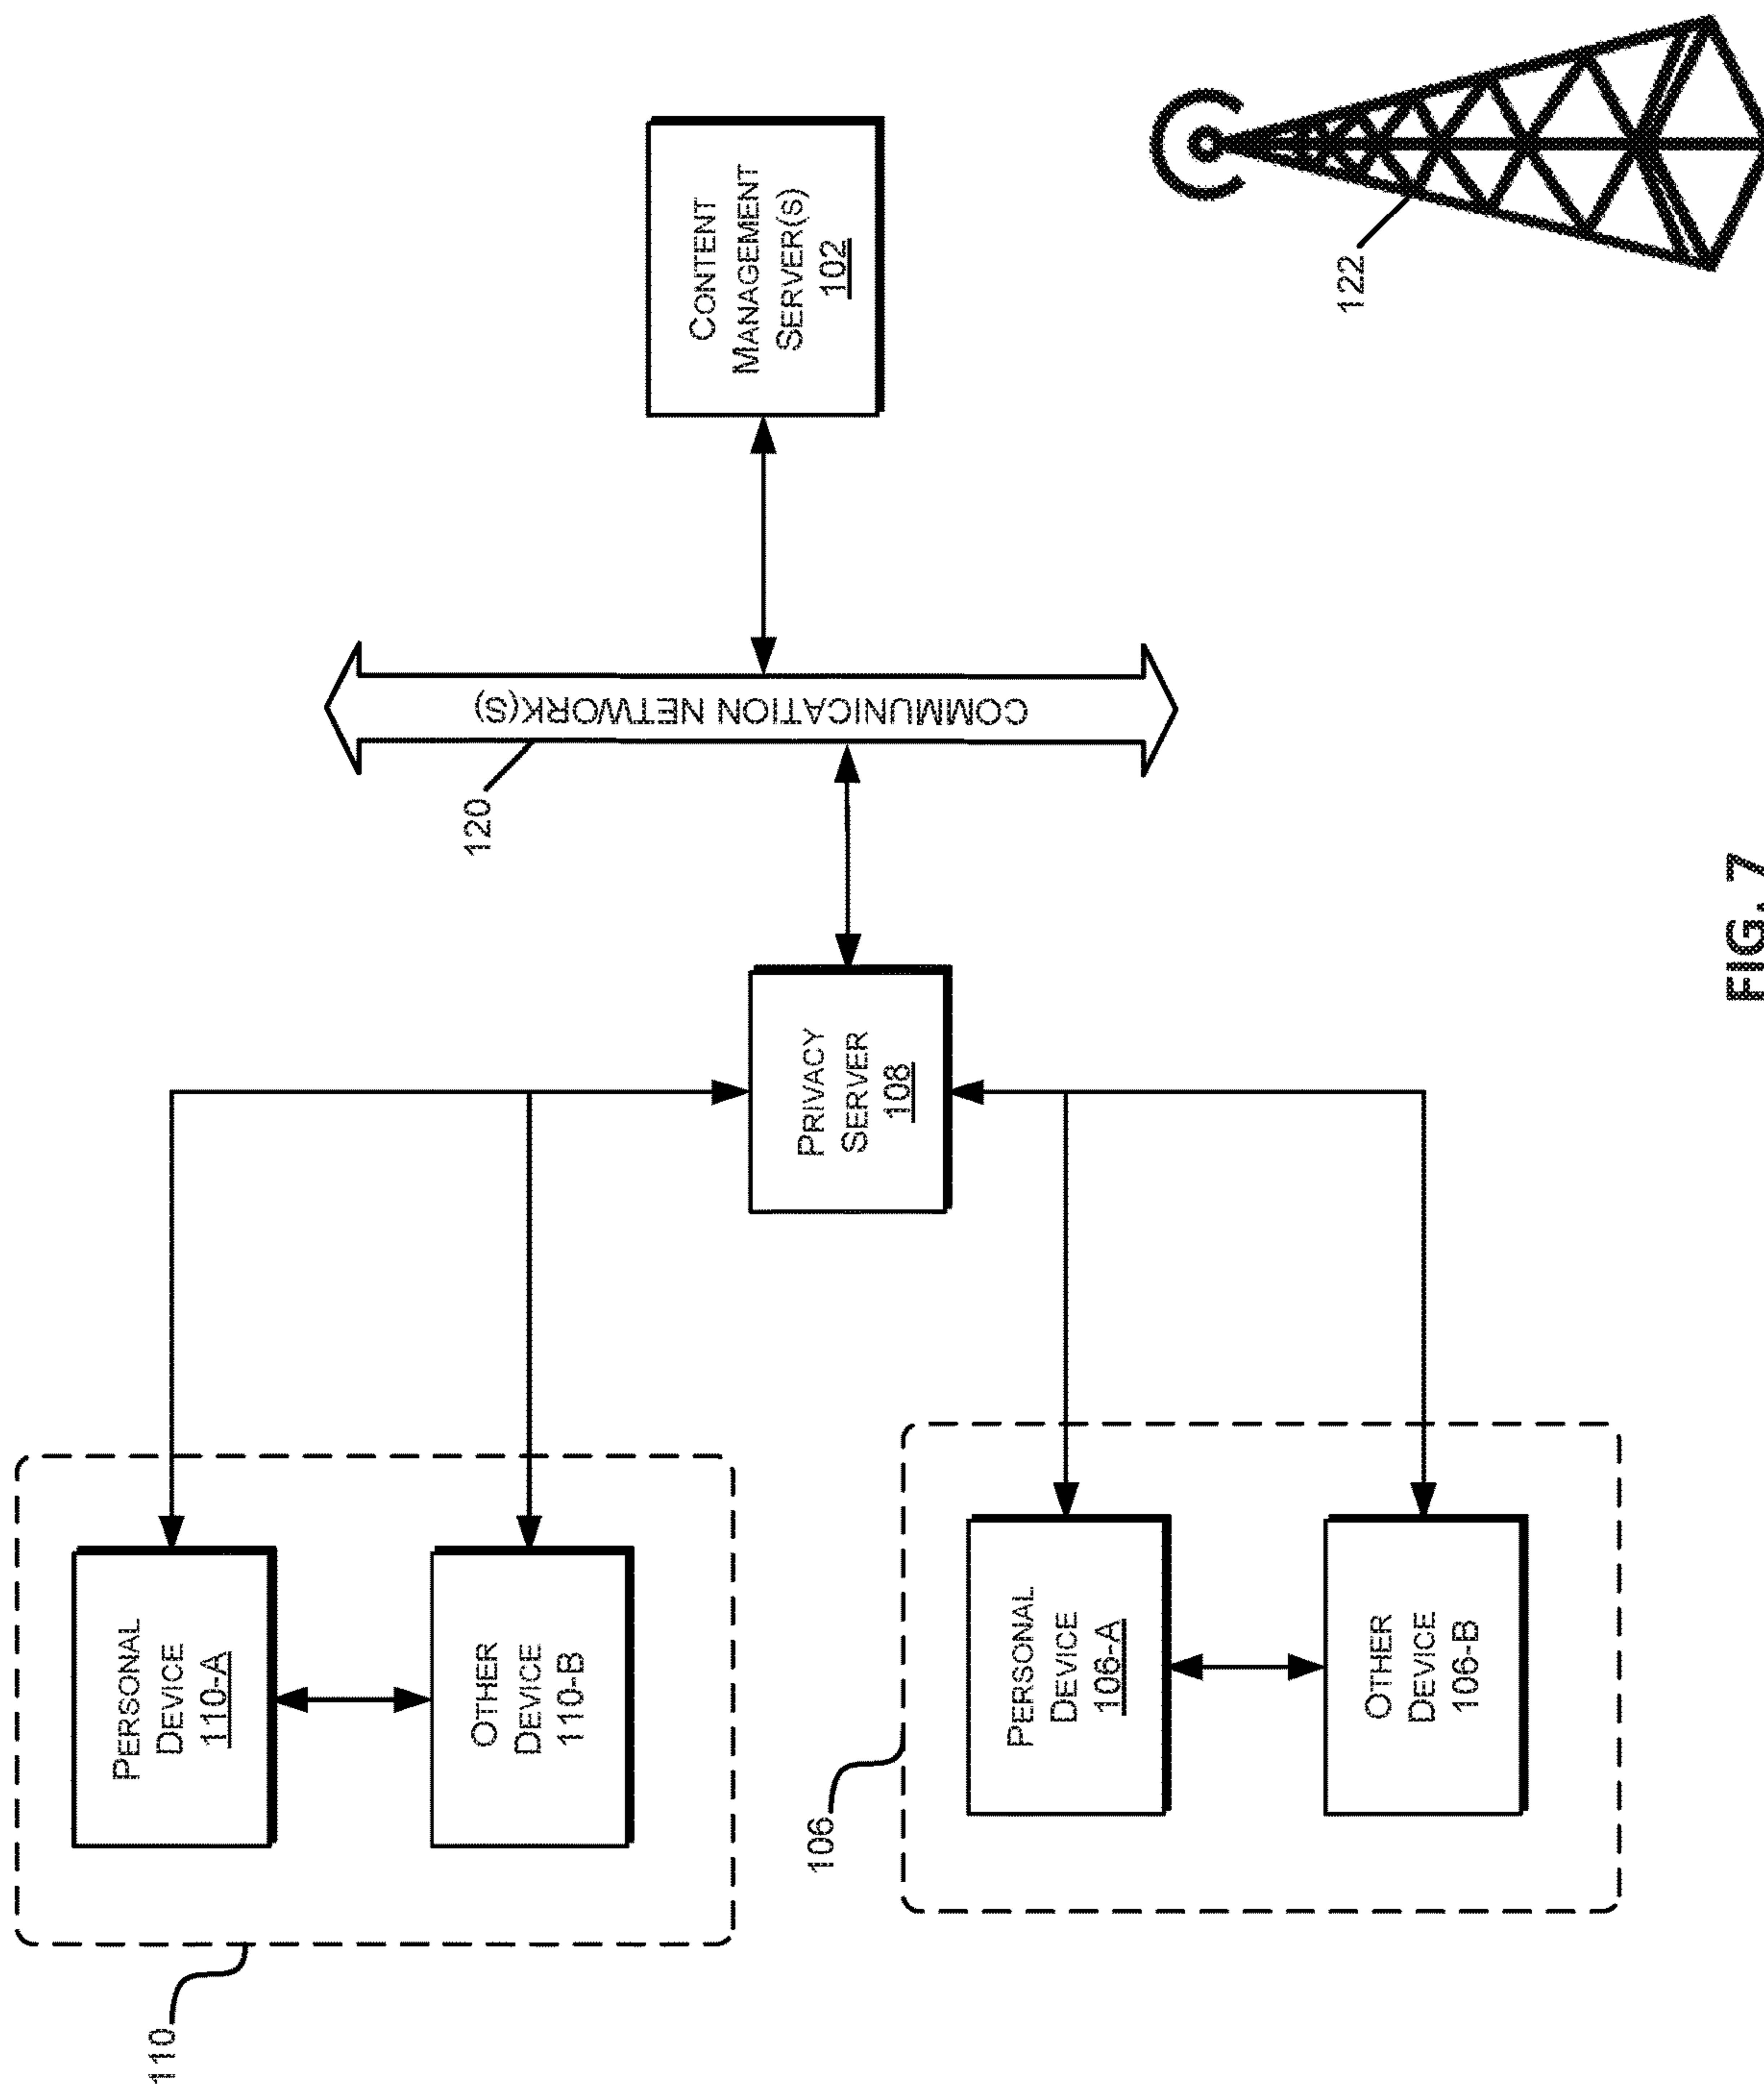 110
PERSONAL
DEVICE
110-A
OTHER
DEVICE
110-B
106
PERSONAL
DEVICE
106-A
OTHER
DEVICE
106-B
PRIVACY
SERVER
108
120
COMMUNICATION NETWORK(S)
CONTENT
MANAGEMENT
SERVER(S)
102
122
FIG. 7